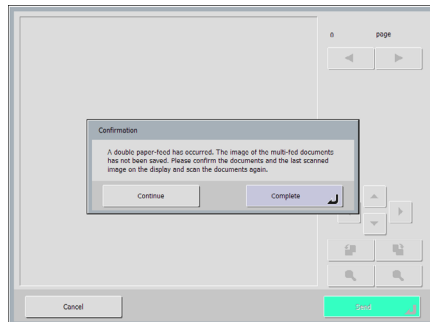 0 page
Confirmation
A double paper-feed has occurred. The image of the multi-fed documents
has not been saved. Please confirm the documents and the last scanned
image on the display and scan the documents again.
Continue Complete
Cancel Send